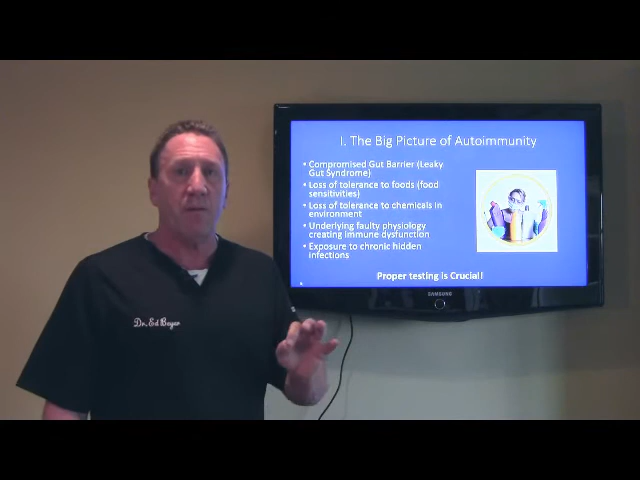 I. The Big Picture of Autoimmunity
• Compromised Gut Barrier (Leaky
Gut Syndrome)
• Loss of tolerance to foods (food
sensitivities)
• Loss of tolerance to chemicals in
environment
• Underlying faulty physiology
creating immune dysfunction
• Exposure to chronic hidden
infections
Proper testing is Crucial!
SAMSUNG
Dr. Ed Beyer